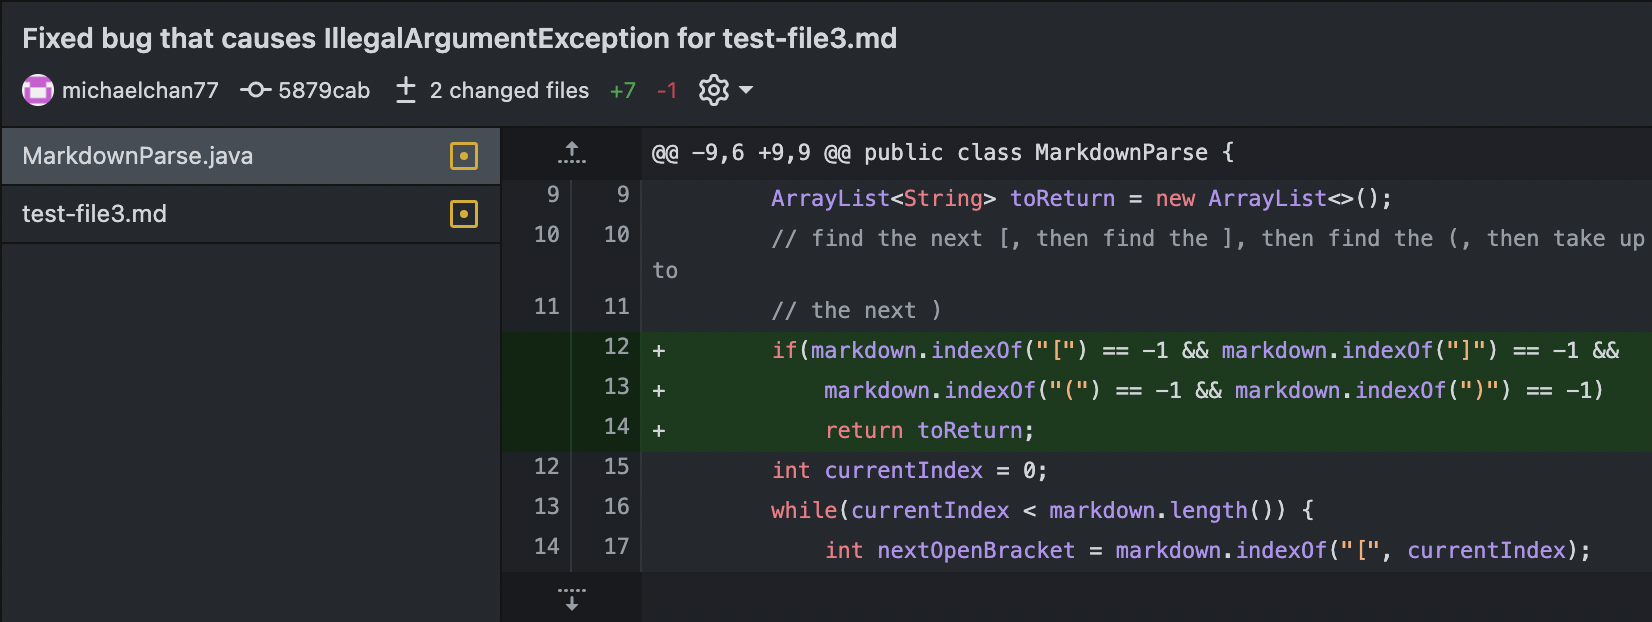 Fixed bug that causes IllegalArgumentException for test-file3.md
michaelchan77 5879cab 2 changed files +7 -1
MarkdownParse.java
test-file3.md
@@ -9,6 +9,9 @@ public class MarkdownParse {
9 9 ArrayList<String> toReturn = new ArrayList<>();
10 10 // find the next [, then find the ], then find the (, then take up
to
11 11 // the next )
12 + if(markdown.indexOf("[") == -1 && markdown.indexOf("]") == -1 &&
13 + markdown.indexOf("(") == -1 && markdown.indexOf(")") == -1)
14 + return toReturn;
12 15 int currentIndex = 0;
13 16 while(currentIndex < markdown.length()) {
14 17 int nextOpenBracket = markdown.indexOf("[", currentIndex);